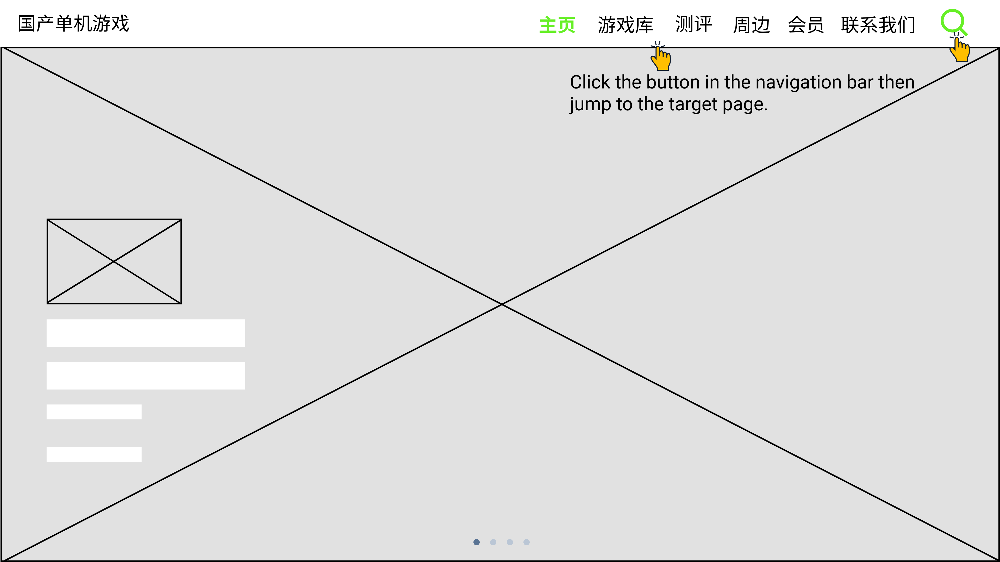 国产单机游戏
主页 游戏库 测评 周边 会员 联系我们
Click the button in the navigation bar then
jump to the target page.